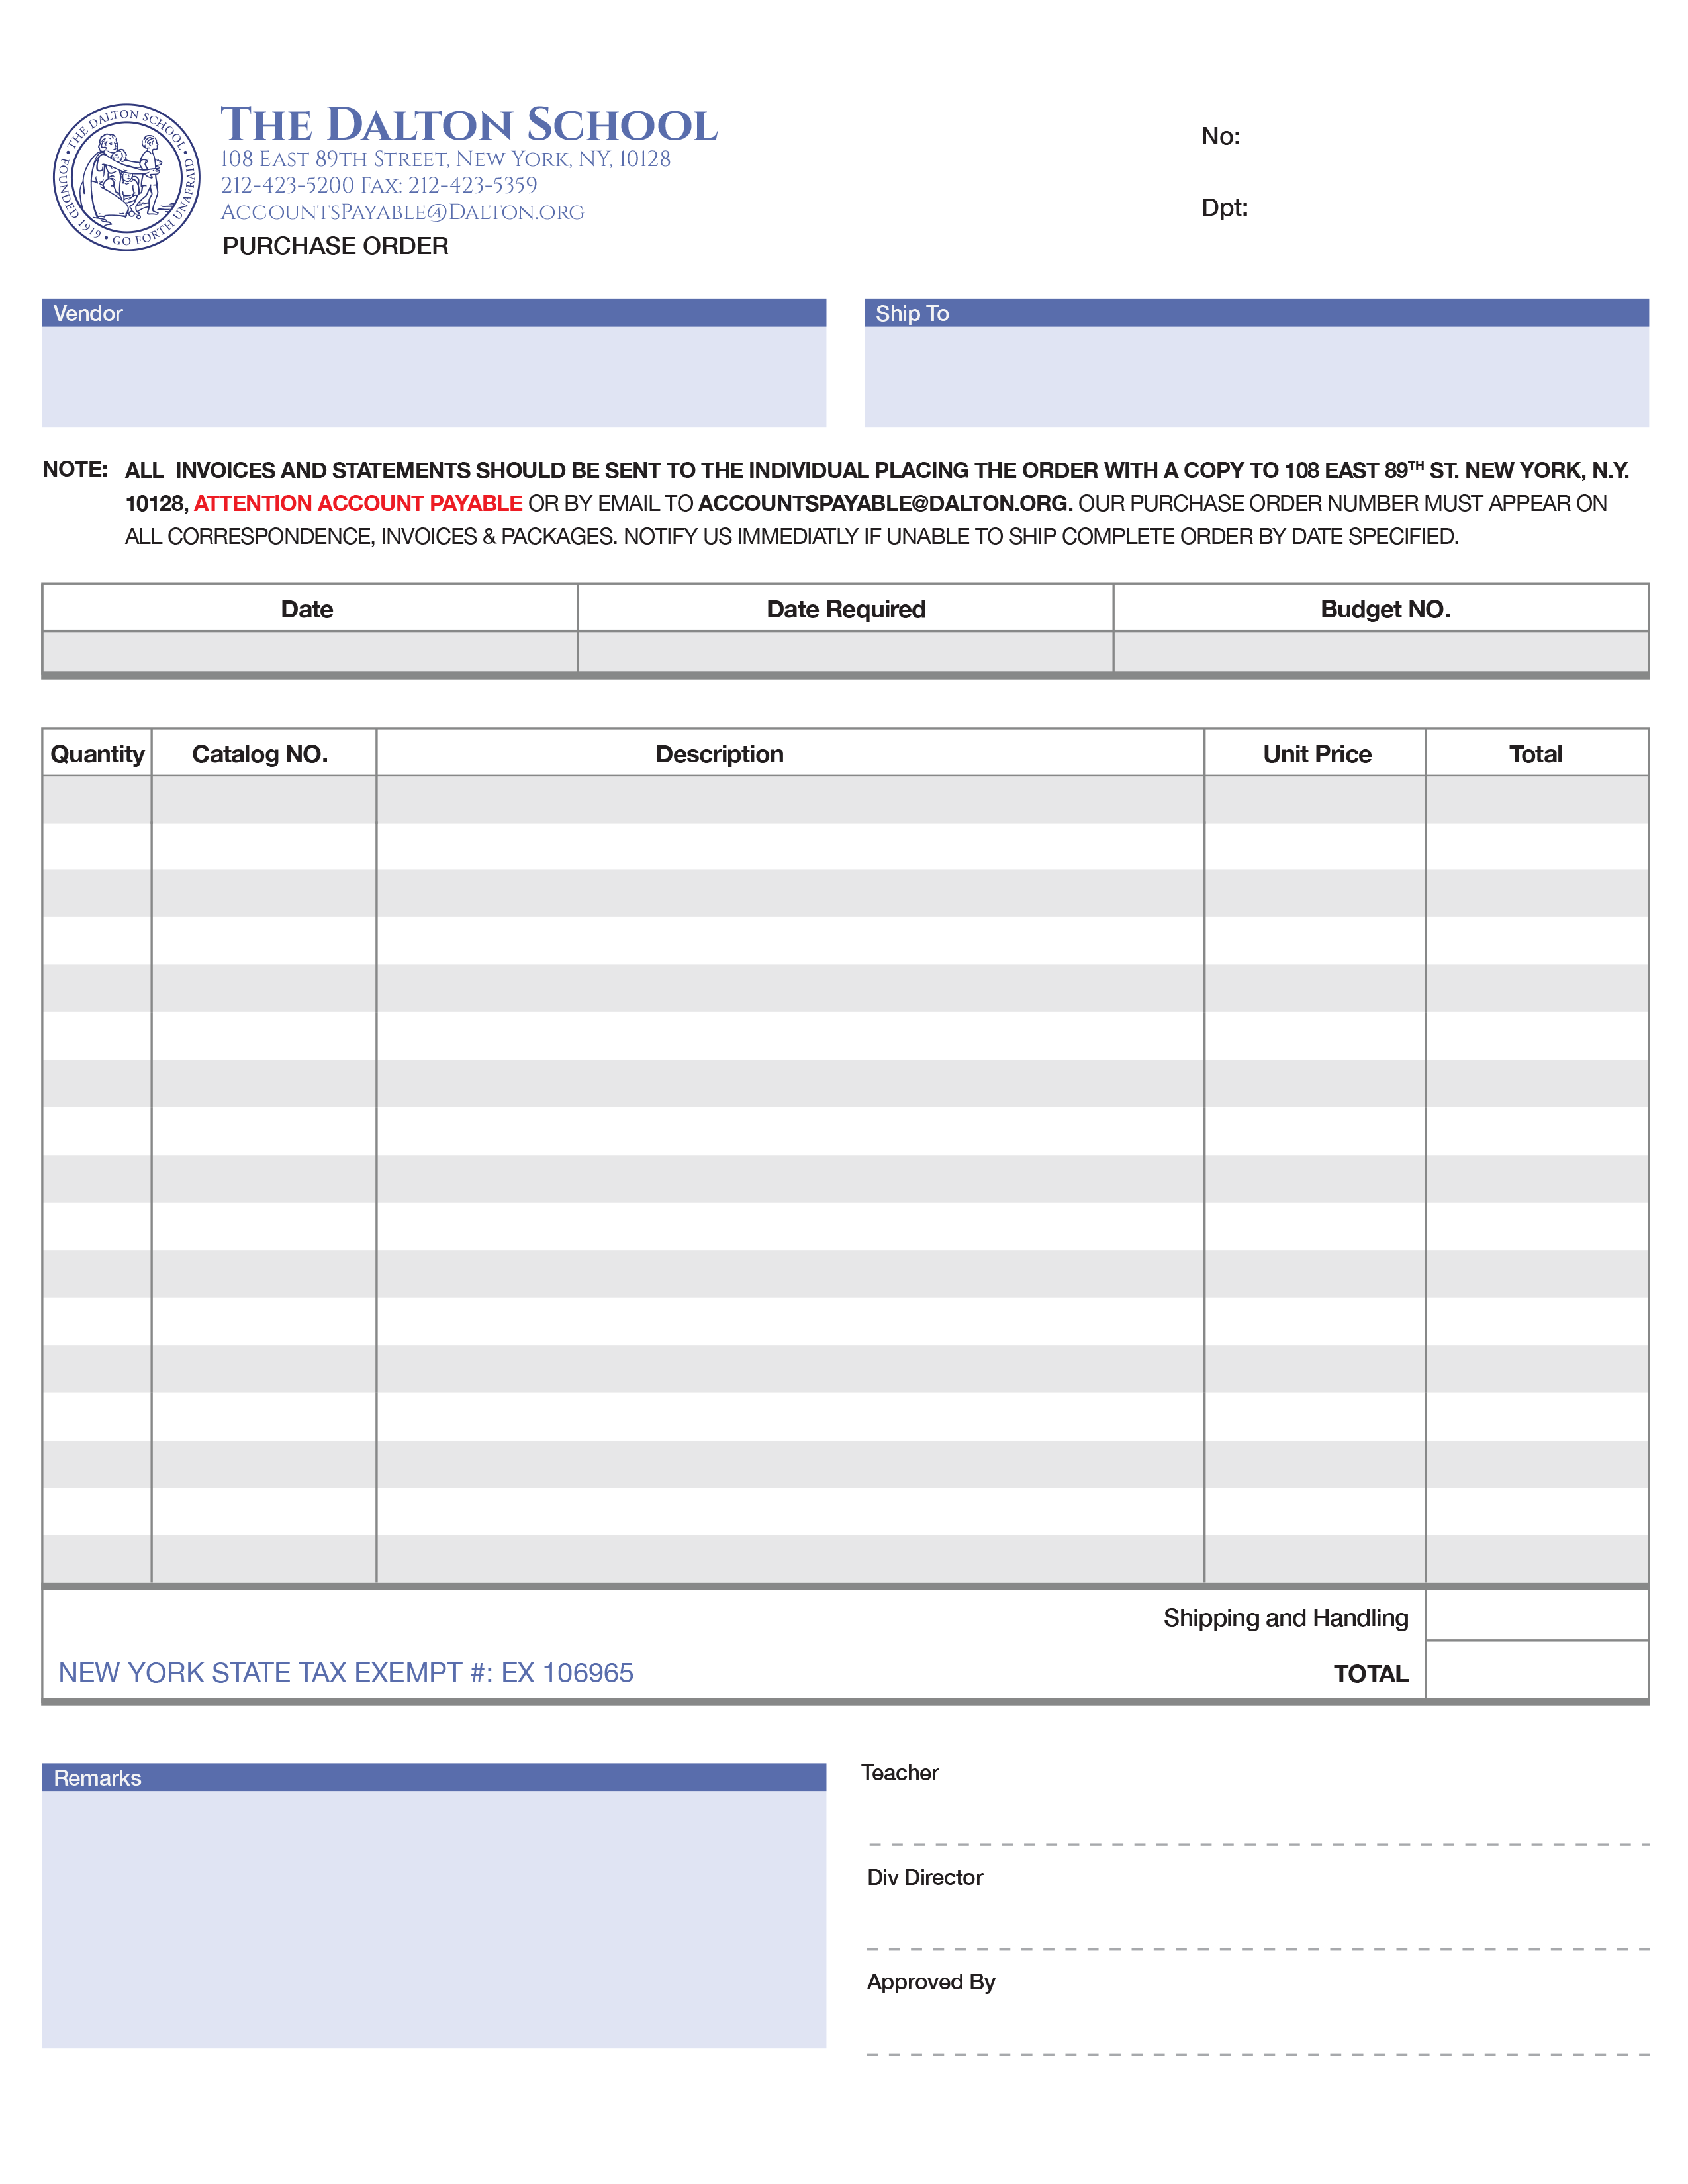 THE DALTON SCHOOL • FOUNDED 1919 • GO FORTH UNAFRAID •
THE DALTON SCHOOL
108 EAST 89TH STREET, NEW YORK, NY, 10128
212-423-5200 FAX: 212-423-5359
ACCOUNTSPAYABLE@DALTON.ORG
PURCHASE ORDER
No:
Dpt:
Vendor
Ship To
NOTE: ALL INVOICES AND STATEMENTS SHOULD BE SENT TO THE INDIVIDUAL PLACING THE ORDER WITH A COPY TO 108 EAST 89TH ST. NEW YORK, N.Y.
10128, ATTENTION ACCOUNT PAYABLE OR BY EMAIL TO ACCOUNTSPAYABLE@DALTON.ORG. OUR PURCHASE ORDER NUMBER MUST APPEAR ON
ALL CORRESPONDENCE, INVOICES & PACKAGES. NOTIFY US IMMEDIATLY IF UNABLE TO SHIP COMPLETE ORDER BY DATE SPECIFIED.
Date Date Required Budget NO.
Quantity Catalog NO. Description Unit Price Total
Shipping and Handling
NEW YORK STATE TAX EXEMPT #: EX 106965 TOTAL
Remarks
Teacher
Div Director
Approved By